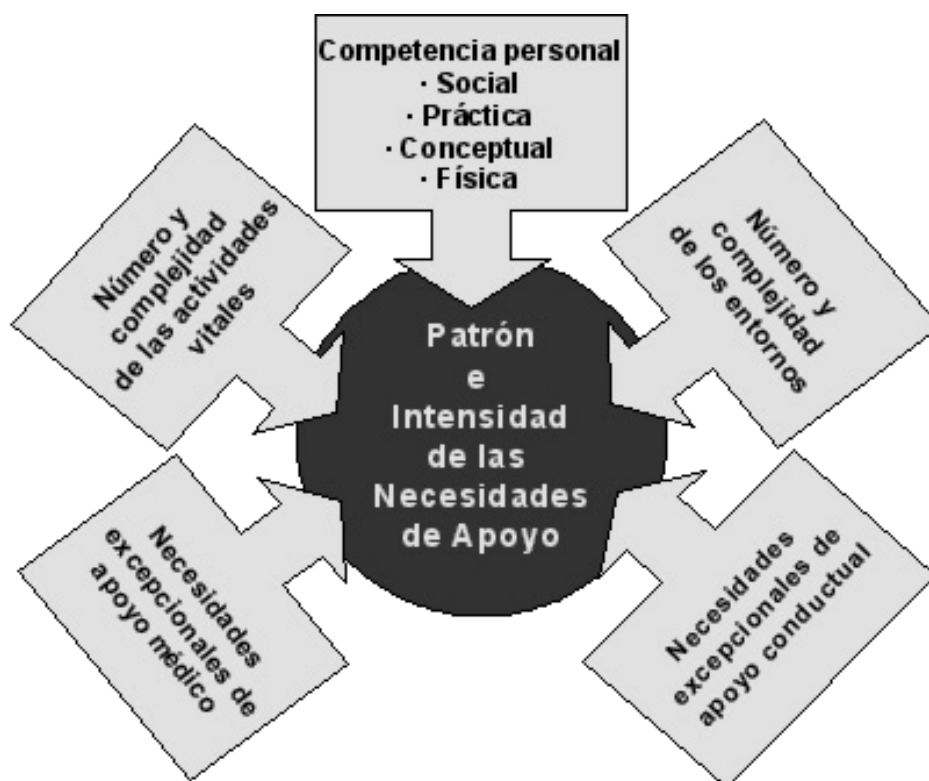 Competencia personal
· Social
· Práctica
· Conceptual
· Física
Número y
complejidad
de las actividades
vitales
Número y
complejidad
de los entornos
Patrón
e
Intensidad
de las
Necesidades
de Apoyo
Necesidades
excepcionales de
apoyo médico
Necesidades
excepcionales de
apoyo conductual